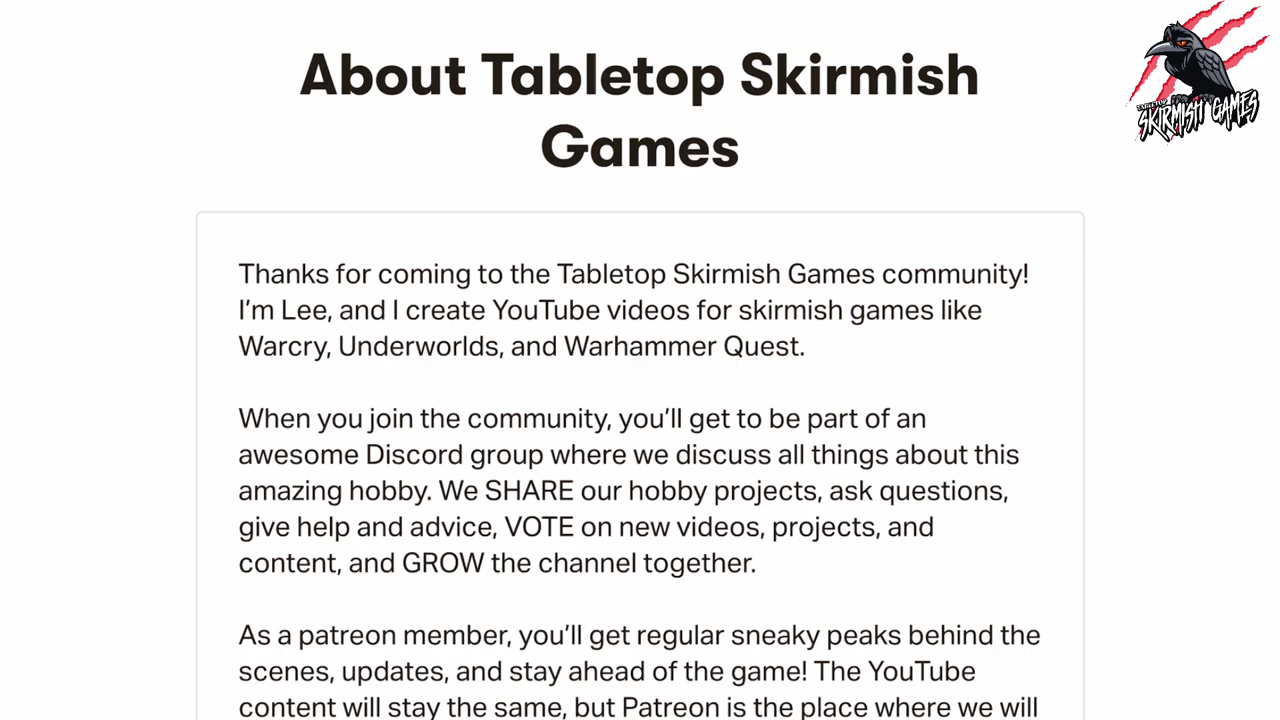 About Tabletop Skirmish
Games
TABLETOP
SKIRMISH GAMES
Thanks for coming to the Tabletop Skirmish Games community!
I’m Lee, and I create YouTube videos for skirmish games like
Warcry, Underworlds, and Warhammer Quest.
When you join the community, you’ll get to be part of an
awesome Discord group where we discuss all things about this
amazing hobby. We SHARE our hobby projects, ask questions,
give help and advice, VOTE on new videos, projects, and
content, and GROW the channel together.
As a patreon member, you’ll get regular sneaky peaks behind the
scenes, updates, and stay ahead of the game! The YouTube
content will stay the same, but Patreon is the place where we will